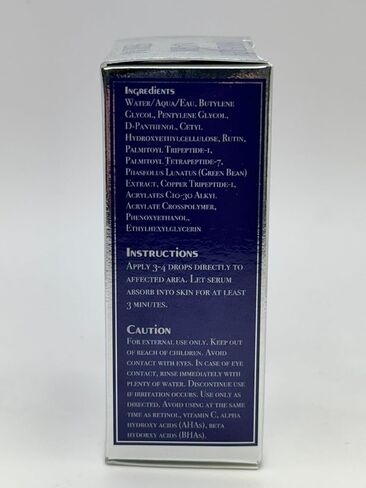 Ingredients
Water/Aqua/Eau, Butylene
Glycol, Pentylene Glycol,
D-Panthenol, Cetyl
Hydroxyethylcellulose, Rutin,
Palmitoyl Tripeptide-1,
Palmitoyl Tetrapeptide-7,
Phasfolus Lunatus (Green Bean)
Extract, Copper Tripeptide-1,
Acrylates C10-30 Alkyl
Acrylate Crosspolymer,
Phenoxyethanol,
Ethylhexylglycerin
Instructions
Apply 3-4 drops directly to
affected area. Let serum
absorb into skin for at least
3 minutes.
Caution
For external use only. Keep out
of reach of children. Avoid
contact with eyes. In case of eye
contact, rinse immediately with
plenty of water. Discontinue use
if irritation occurs. Use only as
directed. Avoid using at the same
time as retinol, vitamin C, alpha
hydroxy acids (AHAs), beta
hydorxy acids (BHAs).